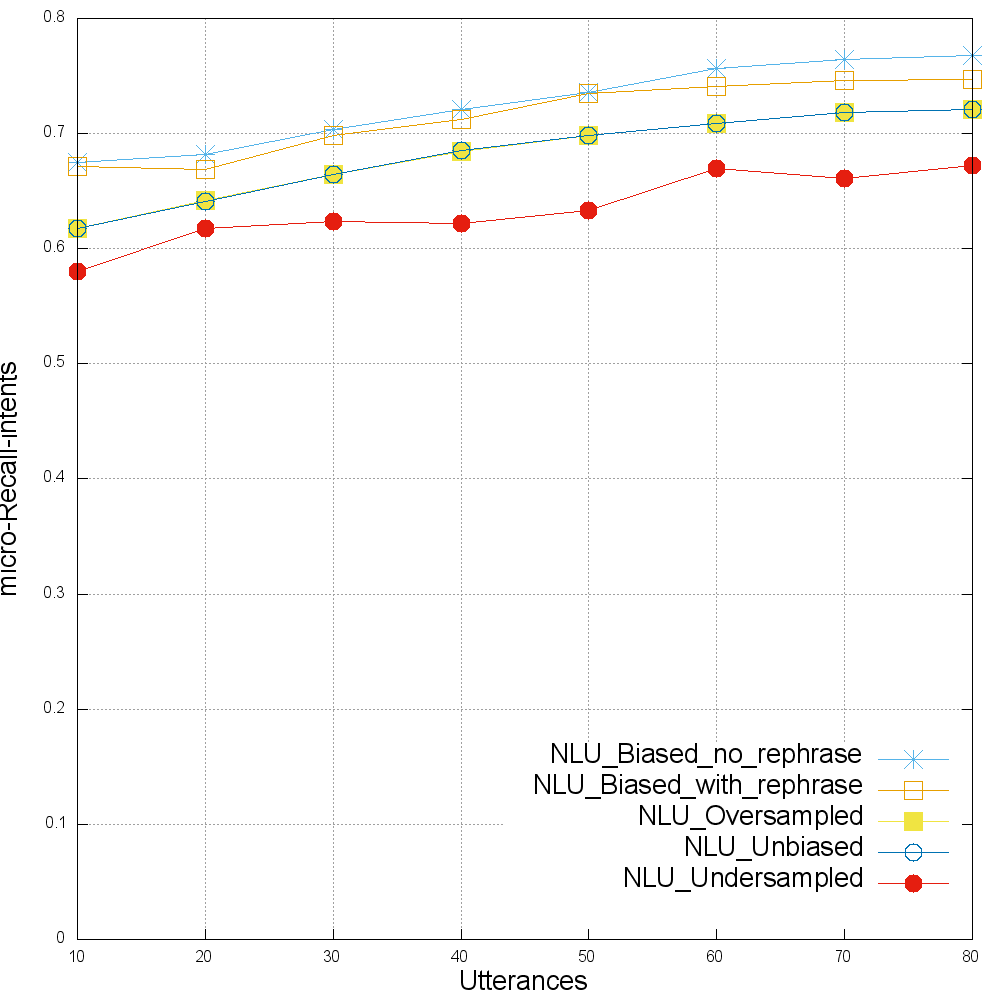 0.8
0.7
0.6
0.5
0.4
0.3
0.2
0.1
0
micro-Recall-intents
NLU_Biased_no_rephrase
NLU_Biased_with_rephrase
NLU_Oversampled
NLU_Unbiased
NLU_Undersampled
10 20 30 40 50 60 70 80
Utterances